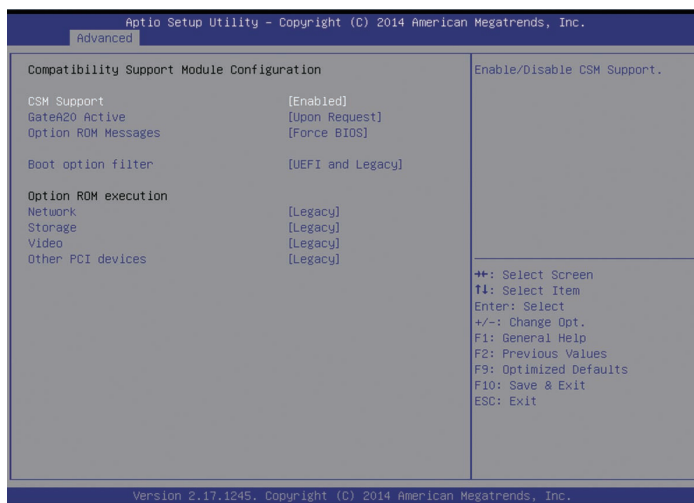 Aptio Setup Utility – Copyright (C) 2014 American Megatrends, Inc.
Advanced
Compatibility Support Module Configuration
CSM Support [Enabled]
GateA20 Active [Upon Request]
Option ROM Messages [Force BIOS]
Boot option filter [UEFI and Legacy]
Option ROM execution
Network [Legacy]
Storage [Legacy]
Video [Legacy]
Other PCI devices [Legacy]
Enable/Disable CSM Support.
→←: Select Screen
↑↓: Select Item
Enter: Select
+/-: Change Opt.
F1: General Help
F2: Previous Values
F9: Optimized Defaults
F10: Save & Exit
ESC: Exit
Version 2.17.1245. Copyright (C) 2014 American Megatrends, Inc.